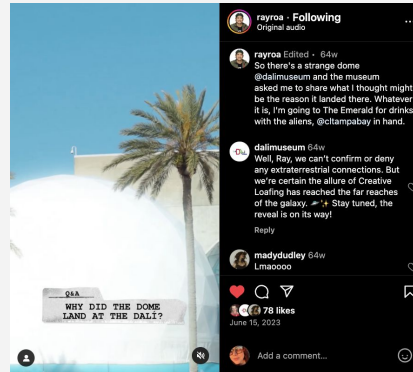 rayroa · Following
Original audio
rayroa Edited · 64w
So there's a strange dome
@dalimuseum and the museum
asked me to share what I thought might
be the reason it landed there. Whatever
it is, I'm going to The Emerald for drinks
with the aliens, @cltampabay in hand.
dalimuseum 64w
Well, Ray, we can't confirm or deny
any extraterrestrial connections. But
we're certain the allure of Creative
Loafing has reached the far reaches
of the galaxy. 🛸✨ Stay tuned, the
reveal is on its way!
Reply
madydudley 64w
Lmaoooo
78 likes
June 15, 2023
Add a comment...
Q&A
WHY DID THE DOME
LAND AT THE DALÍ?